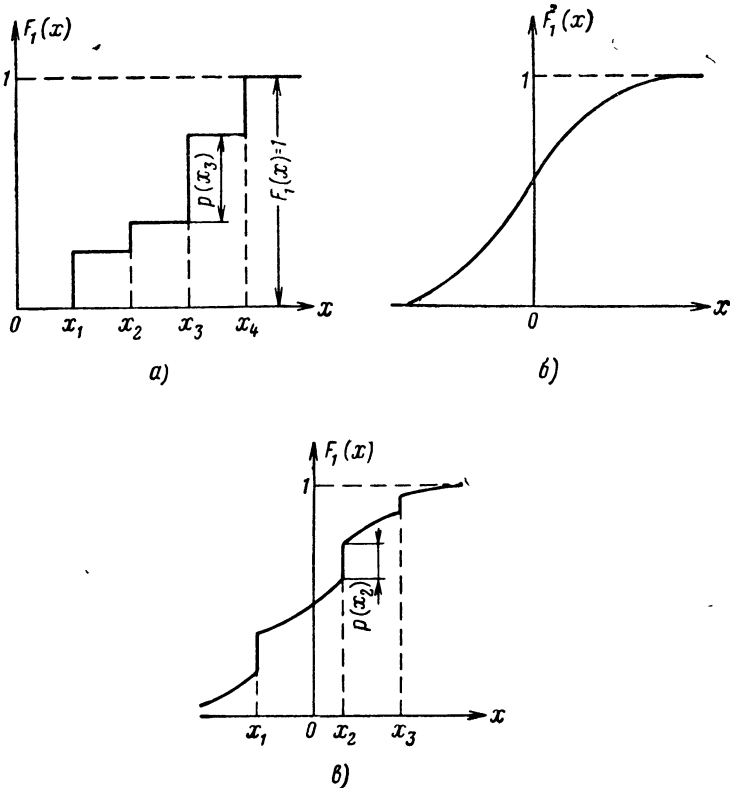 F₁(x)
1
p(x₃)
F₁(x)=1
0 x₁ x₂ x₃ x₄ x
а)
F₁(x)
1
0 x
б)
F₁(x)
1
p(x₂)
x₁ 0 x₂ x₃ x
в)